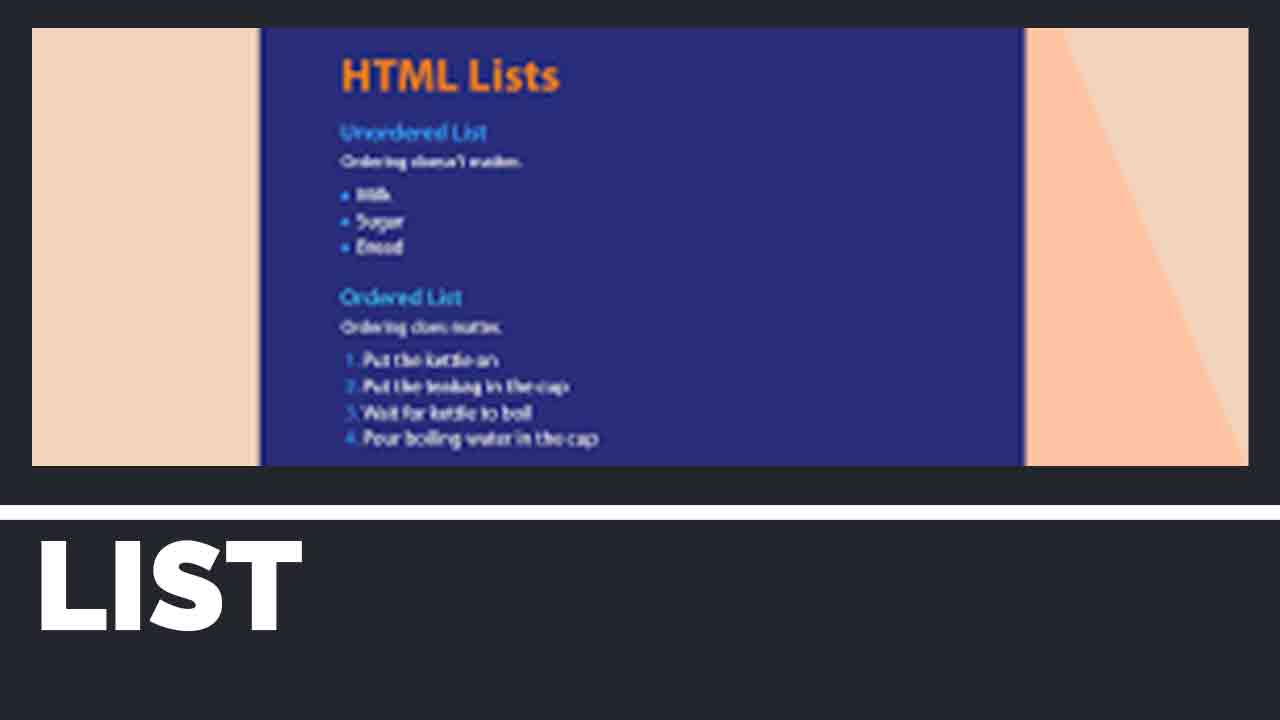 HTML Lists
Unordered List
Ordering doesn't matter.
Milk
Sugar
Ordered List
Ordering does matter.
1. Put the kettle on
2. Put the teabag in the cup
3. Wait for kettle to boil
4. Pour boiling water in the cup
LIST